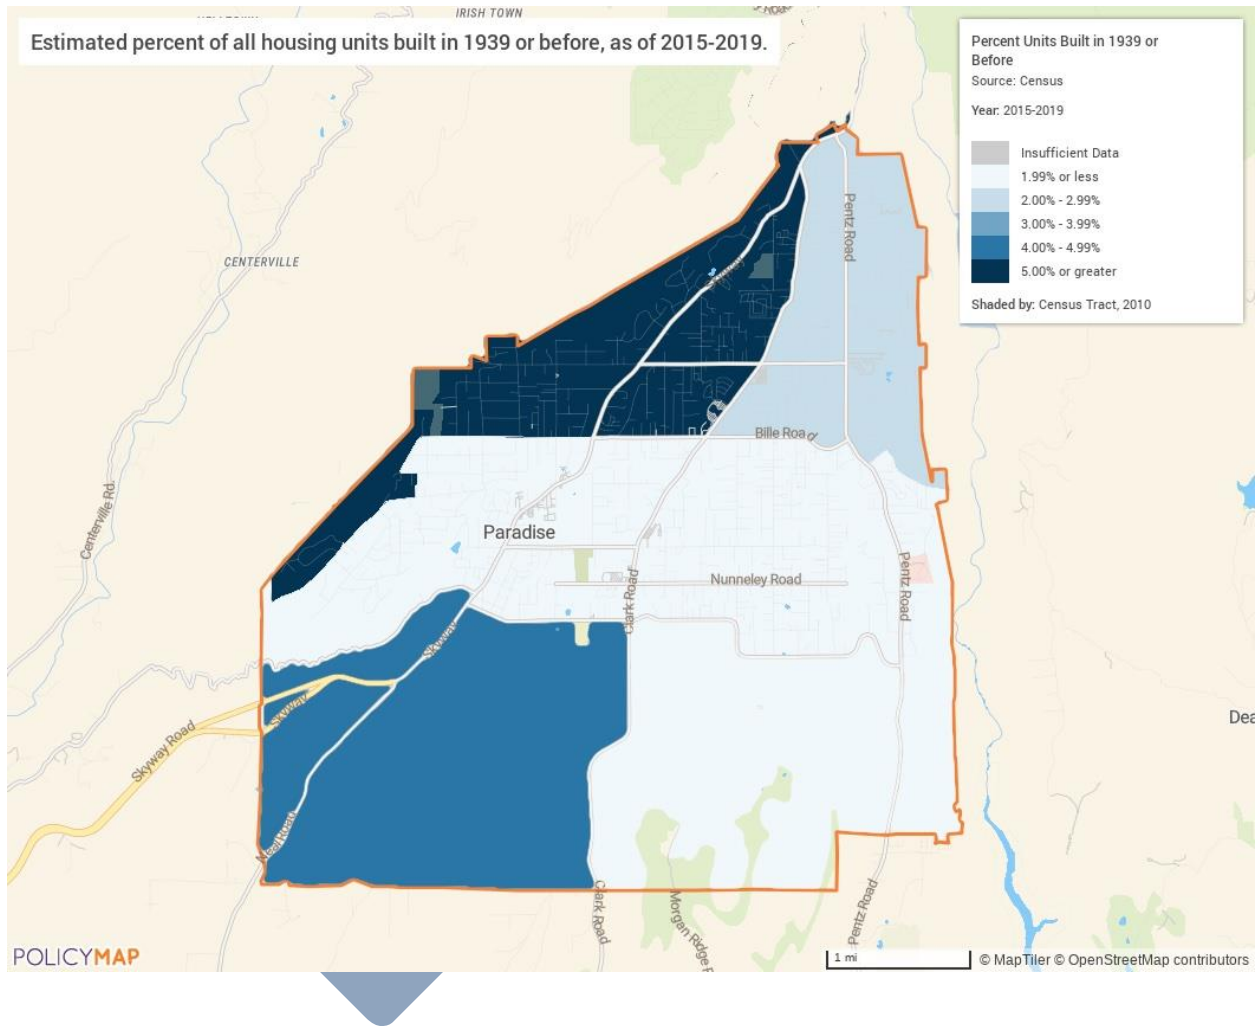 IRISH TOWN
Estimated percent of all housing units built in 1939 or before, as of 2015-2019.
Percent Units Built in 1939 or
Before
Source: Census
Year: 2015-2019
Insufficient Data
1.99% or less
2.00% - 2.99%
3.00% - 3.99%
4.00% - 4.99%
5.00% or greater
Shaded by: Census Tract, 2010
Pentz Road
CENTERVILLE
Skyway
Bille Road
Centerville Rd.
Paradise
Nunneley Road
Pentz Road
Clark Road
Skyway
Skyway
Skyway Road
Dea
Neal Road
Clark Road
Morgan Ridge R
Pentz Road
POLICYMAP
1 mi
© MapTiler © OpenStreetMap contributors